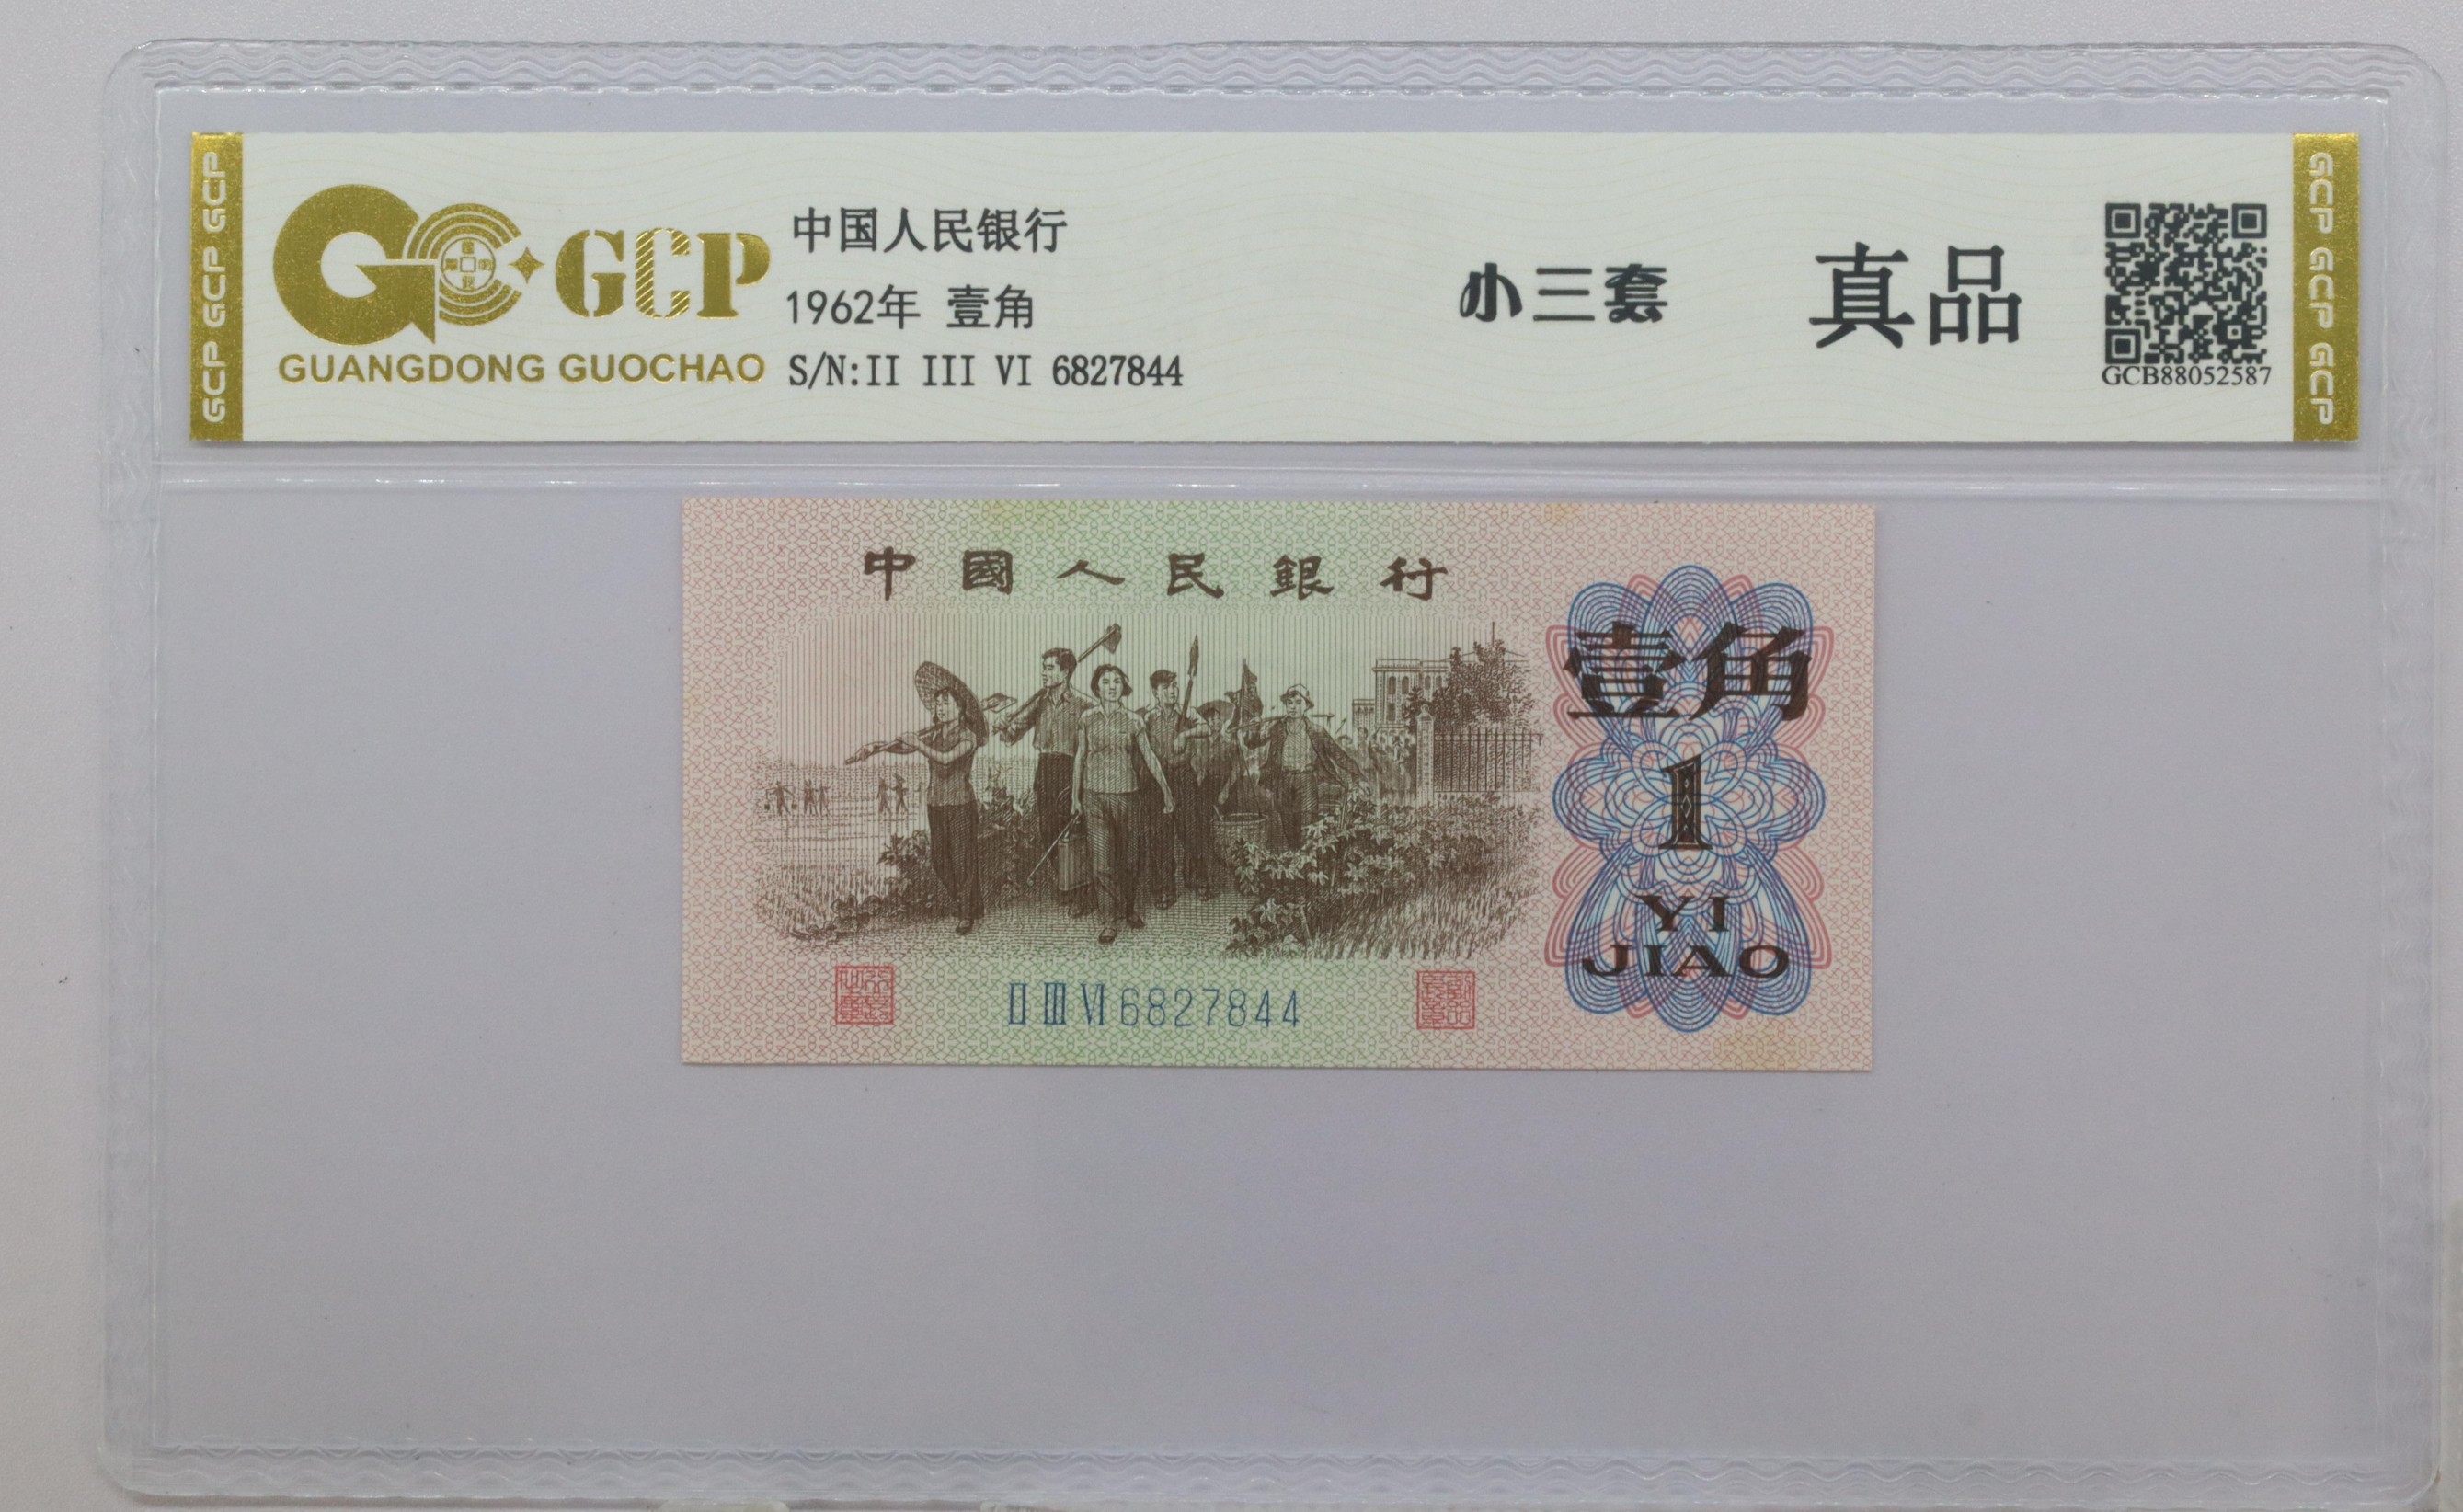 GCP GCP GCP
GCP
GUANGDONG GUOCHAO
中国人民银行
1962年 壹角
S/N:II III VI 6827844
小三套
真品
GCB88052587
GCP GCP GCP
中國人民銀行
壹角
1
YI
JIAO
Ⅱ Ⅲ Ⅵ 6827844